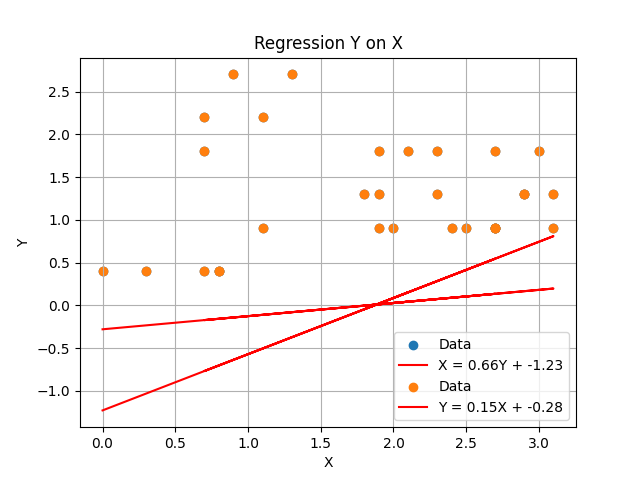 Regression Y on X
2.5
2.0
1.5
1.0
0.5
0.0
−0.5
−1.0
Y
Data
X = 0.66Y + -1.23
Data
Y = 0.15X + -0.28
0.0 0.5 1.0 1.5 2.0 2.5 3.0
X